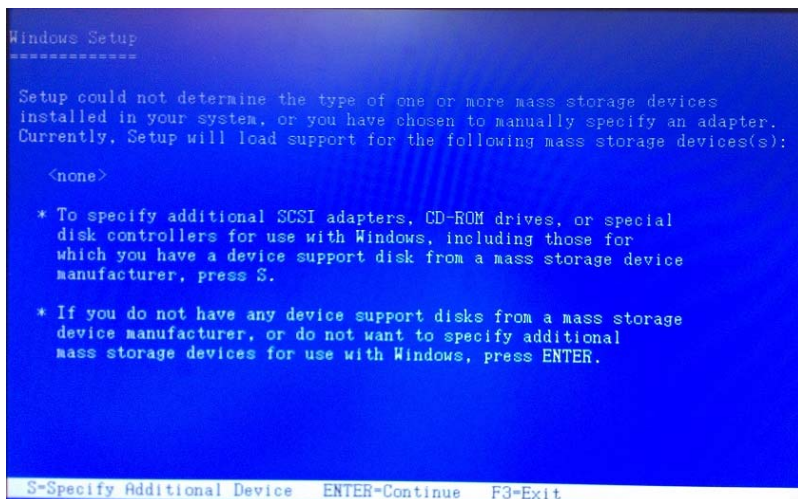 Windows Setup
=============
Setup could not determine the type of one or more mass storage devices
installed in your system, or you have chosen to manually specify an adapter.
Currently, Setup will load support for the following mass storage devices(s):
<none>
* To specify additional SCSI adapters, CD-ROM drives, or special
disk controllers for use with Windows, including those for
which you have a device support disk from a mass storage device
manufacturer, press S.
* If you do not have any device support disks from a mass storage
device manufacturer, or do not want to specify additional
mass storage devices for use with Windows, press ENTER.
S=Specify Additional Device ENTER=Continue F3=Exit